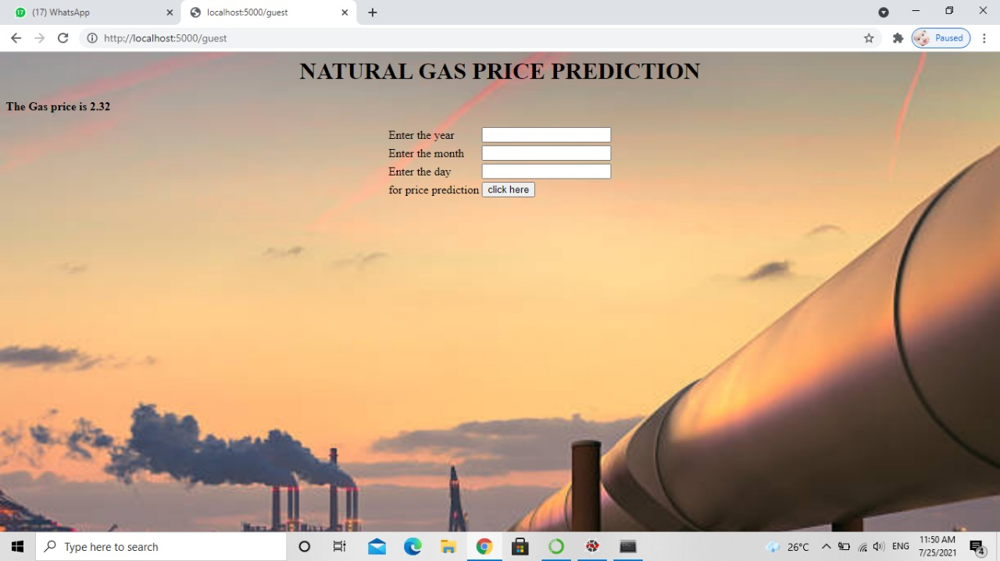 (17) WhatsApp
localhost:5000/guest
http://localhost:5000/guest
Paused
NATURAL GAS PRICE PREDICTION
The Gas price is 2.32
Enter the year
Enter the month
Enter the day
for price prediction click here
Type here to search
26°C
ENG
11:50 AM
7/25/2021
4